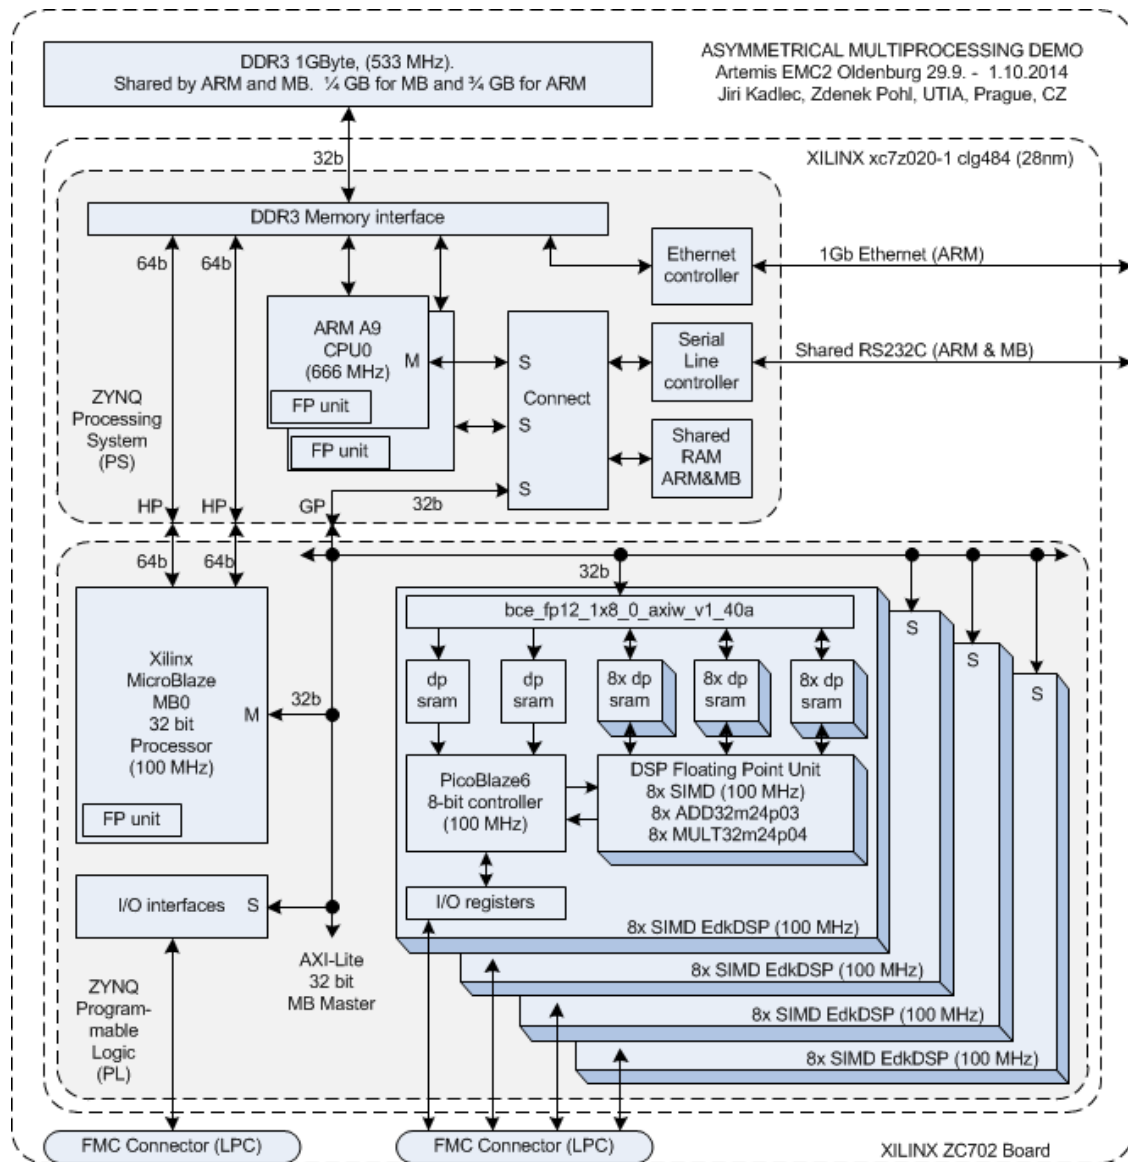 DDR3 1GByte, (533 MHz).
Shared by ARM and MB. ¼ GB for MB and ¾ GB for ARM
ASYMMETRICAL MULTIPROCESSING DEMO
Artemis EMC2 Oldenburg 29.9. - 1.10.2014
Jiri Kadlec, Zdenek Pohl, UTIA, Prague, CZ
32b
XILINX xc7z020-1 clg484 (28nm)
DDR3 Memory interface
64b
64b
Ethernet
controller
1Gb Ethernet (ARM)
ARM A9
CPU0
(666 MHz)
M
FP unit
FP unit
S
Connect
S
S
Serial
Line
controller
Shared RS232C (ARM & MB)
Shared
RAM
ARM&MB
ZYNQ
Processing
System
(PS)
HP
HP
GP
32b
64b
64b
32b
Xilinx
MicroBlaze
MB0
32 bit
Processor
(100 MHz)
M
FP unit
32b
bce_fp12_1x8_0_axiw_v1_40a
dp
sram
dp
sram
8x dp
sram
8x dp
sram
8x dp
sram
S
S
S
PicoBlaze6
8-bit controller
(100 MHz)
DSP Floating Point Unit
8x SIMD (100 MHz)
8x ADD32m24p03
8x MULT32m24p04
I/O registers
8x SIMD EdkDSP (100 MHz)
8x SIMD EdkDSP (100 MHz)
8x SIMD EdkDSP (100 MHz)
8x SIMD EdkDSP (100 MHz)
I/O interfaces
S
AXI-Lite
32 bit
MB Master
ZYNQ
Program-
mable
Logic
(PL)
FMC Connector (LPC)
FMC Connector (LPC)
XILINX ZC702 Board